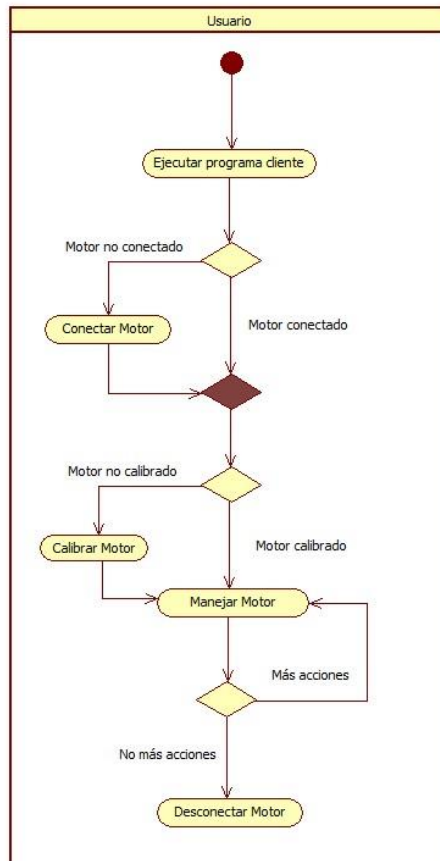 Usuario
Ejecutar programa cliente
Motor no conectado
Conectar Motor
Motor conectado
Motor no calibrado
Calibrar Motor
Motor calibrado
Manejar Motor
Más acciones
No más acciones
Desconectar Motor